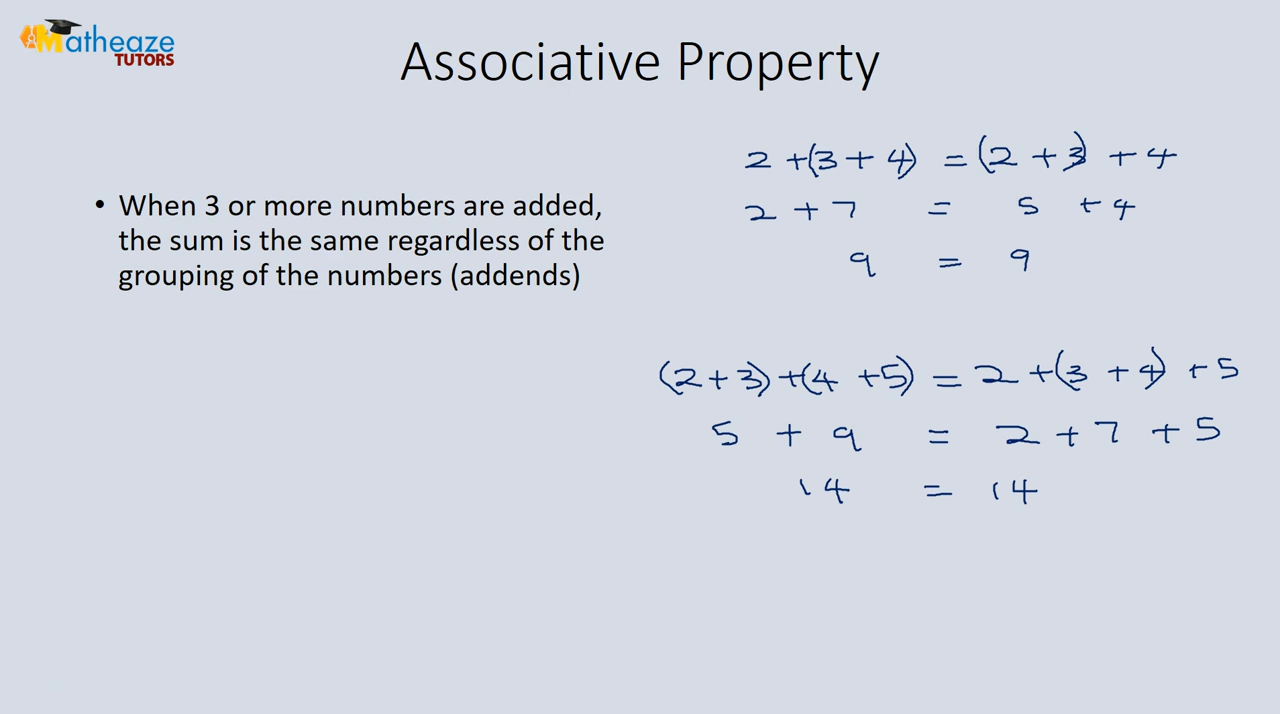 Matheaze
TUTORS
Associative Property
• When 3 or more numbers are added,
the sum is the same regardless of the
grouping of the numbers (addends)
2 + (3 + 4) = (2 + 3) + 4
2 + 7 = 5 + 4
9 = 9
(2 + 3) + (4 + 5) = 2 + (3 + 4) + 5
5 + 9 = 2 + 7 + 5
14 = 14